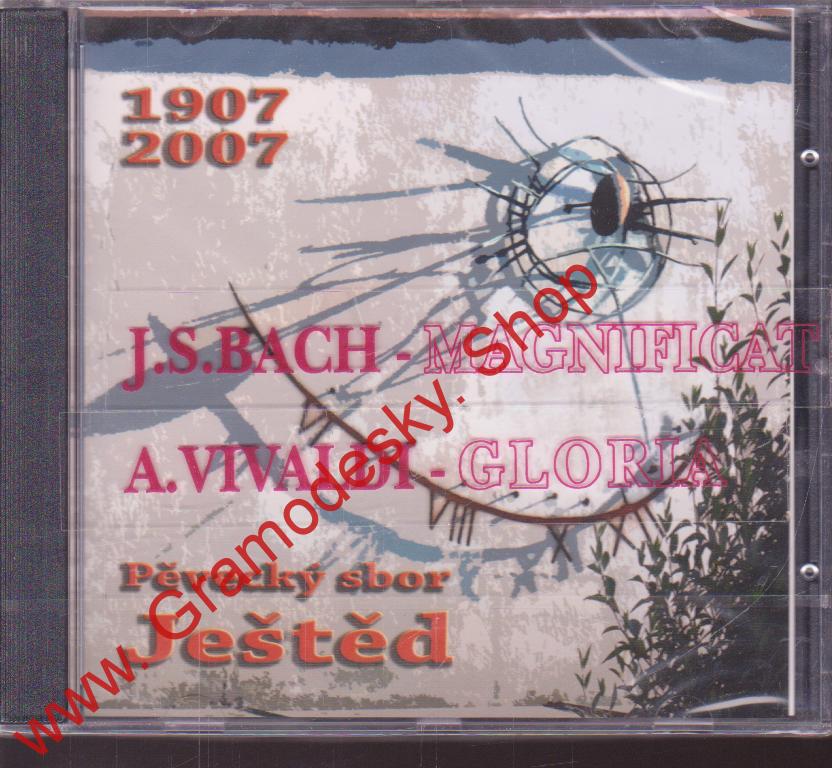 1907
2007
J.S.BACH - MAGNIFICAT
A.VIVALDI - GLORIA
Pěvecký sbor
Ještěd
www. Gramodesky. Shop